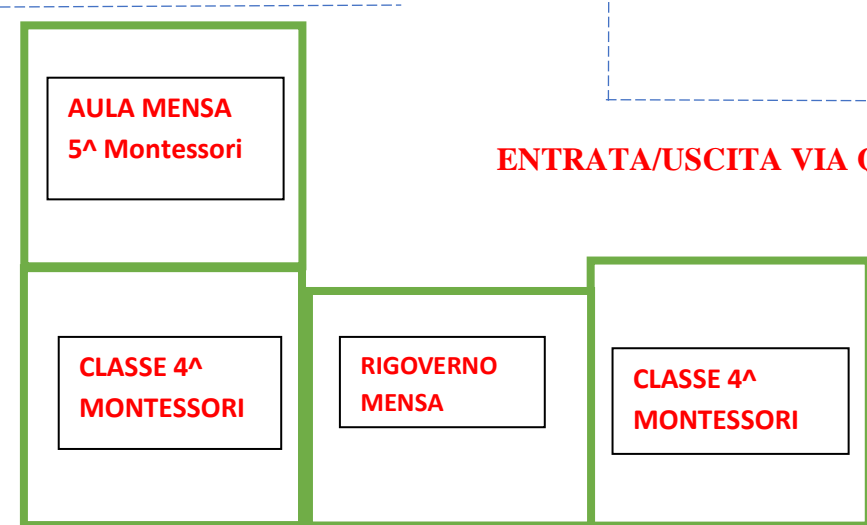 AULA MENSA
5^ Montessori
ENTRATA/USCITA VIA
CLASSE 4^
MONTESSORI
RIGOVERNO
MENSA
CLASSE 4^
MONTESSORI